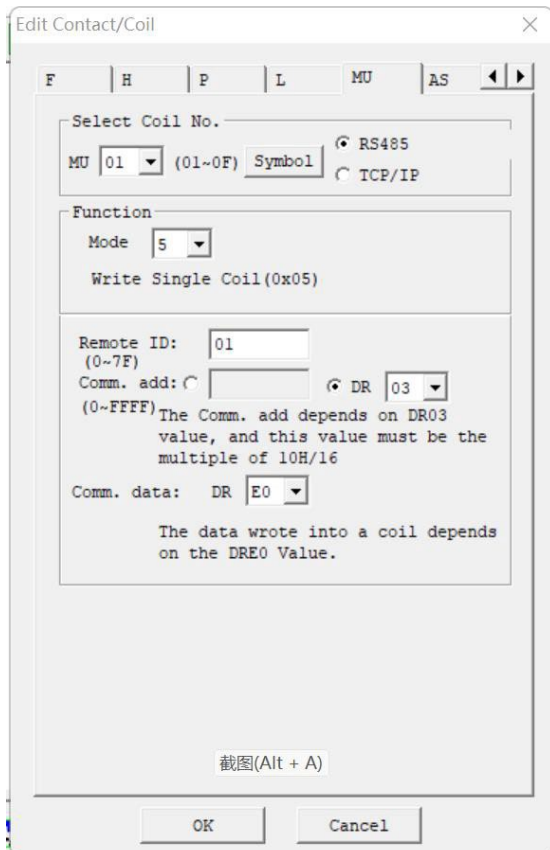 Edit Contact/Coil
F H P L MU AS
Select Coil No.
MU 01 (01~0F) Symbol
RS485
TCP/IP
Function
Mode 5
Write Single Coil(0x05)
Remote ID: 01
(0~7F)
Comm. add: DR 03
(0~FFFF)
The Comm. add depends on DR03
value, and this value must be the
multiple of 10H/16
Comm. data: DR E0
The data wrote into a coil depends
on the DRE0 Value.
截图(Alt + A)
OK Cancel